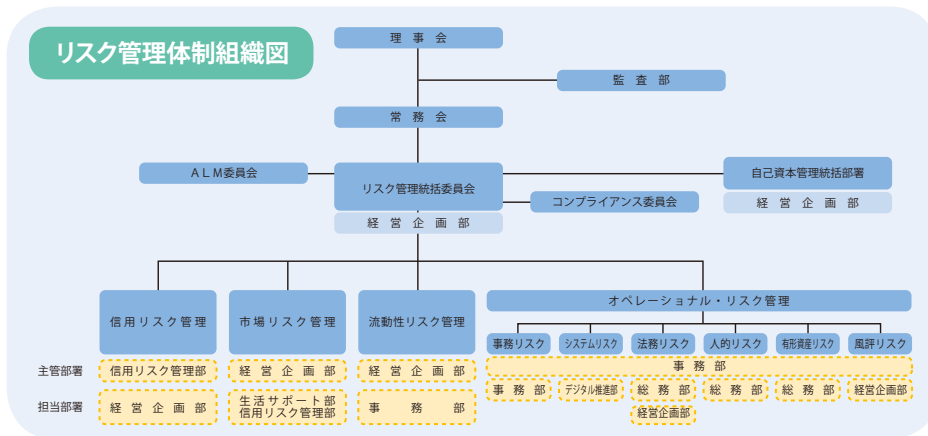 リスク管理体制組織図
理事会
監査部
常務会
ALM委員会
リスク管理統括委員会
経営企画部
自己資本管理統括部署
経営企画部
コンプライアンス委員会
信用リスク管理
市場リスク管理
流動性リスク管理
オペレーショナル・リスク管理
事務リスク
システムリスク
法務リスク
人的リスク
有形資産リスク
風評リスク
主管部署
信用リスク管理部
経営企画部
経営企画部
事務部
担当部署
経営企画部
生活サポート部
信用リスク管理部
事務部
事務部
デジタル推進部
総務部
経営企画部
総務部
総務部
経営企画部